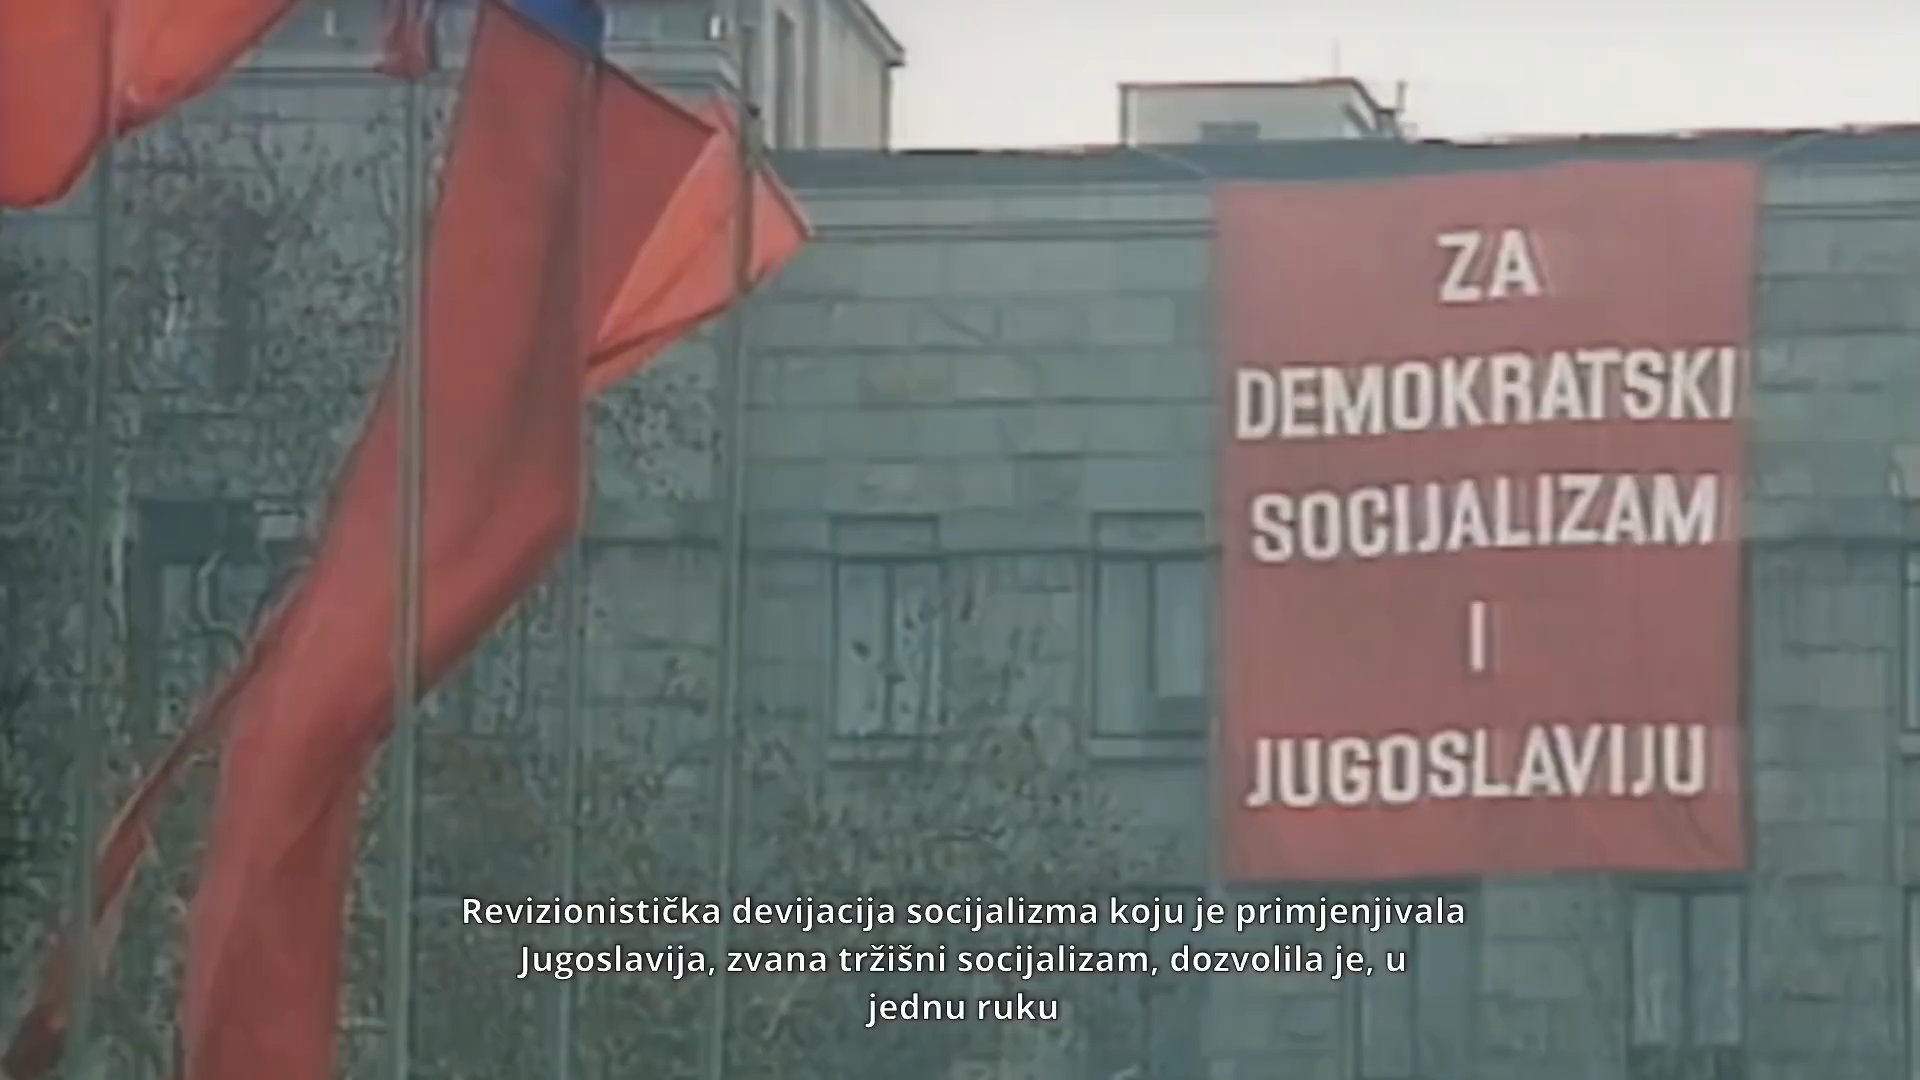 ZA
DEMOKRATSKI
SOCIJALIZAM
I
JUGOSLAVIJU
Revizionistička devijacija socijalizma koju je primjenjivala
Jugoslavija, zvana tržišni socijalizam, dozvolila je, u
jednu ruku